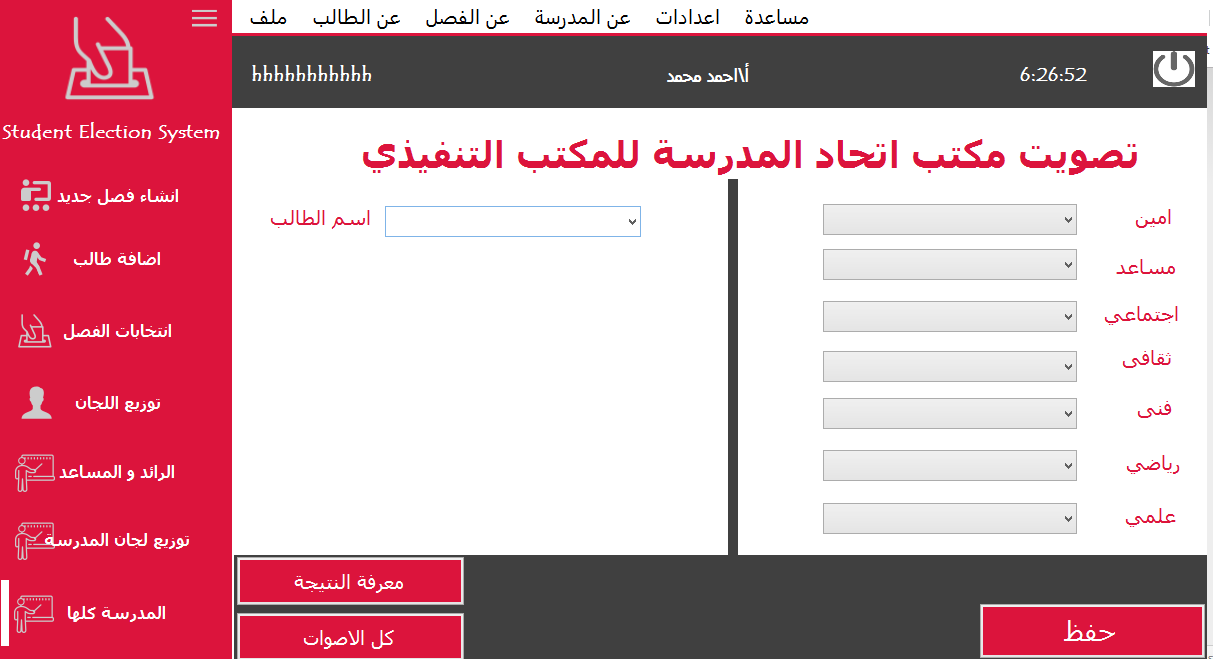 ملف عن الطالب عن الفصل عن المدرسة اعدادات مساعدة
hhhhhhhhhhh أ\احمد محمد 6:26:52
Student Election System
انشاء فصل جديد
اضافة طالب
انتخابات الفصل
توزيع اللجان
الرائد و المساعد
توزيع لجان المدرسة
المدرسة كلها
تصويت مكتب اتحاد المدرسة للمكتب التنفيذي
امين
مساعد
اجتماعي
ثقافى
فنى
رياضي
علمي
اسم الطالب
معرفة النتيجة
كل الاصوات
حفظ